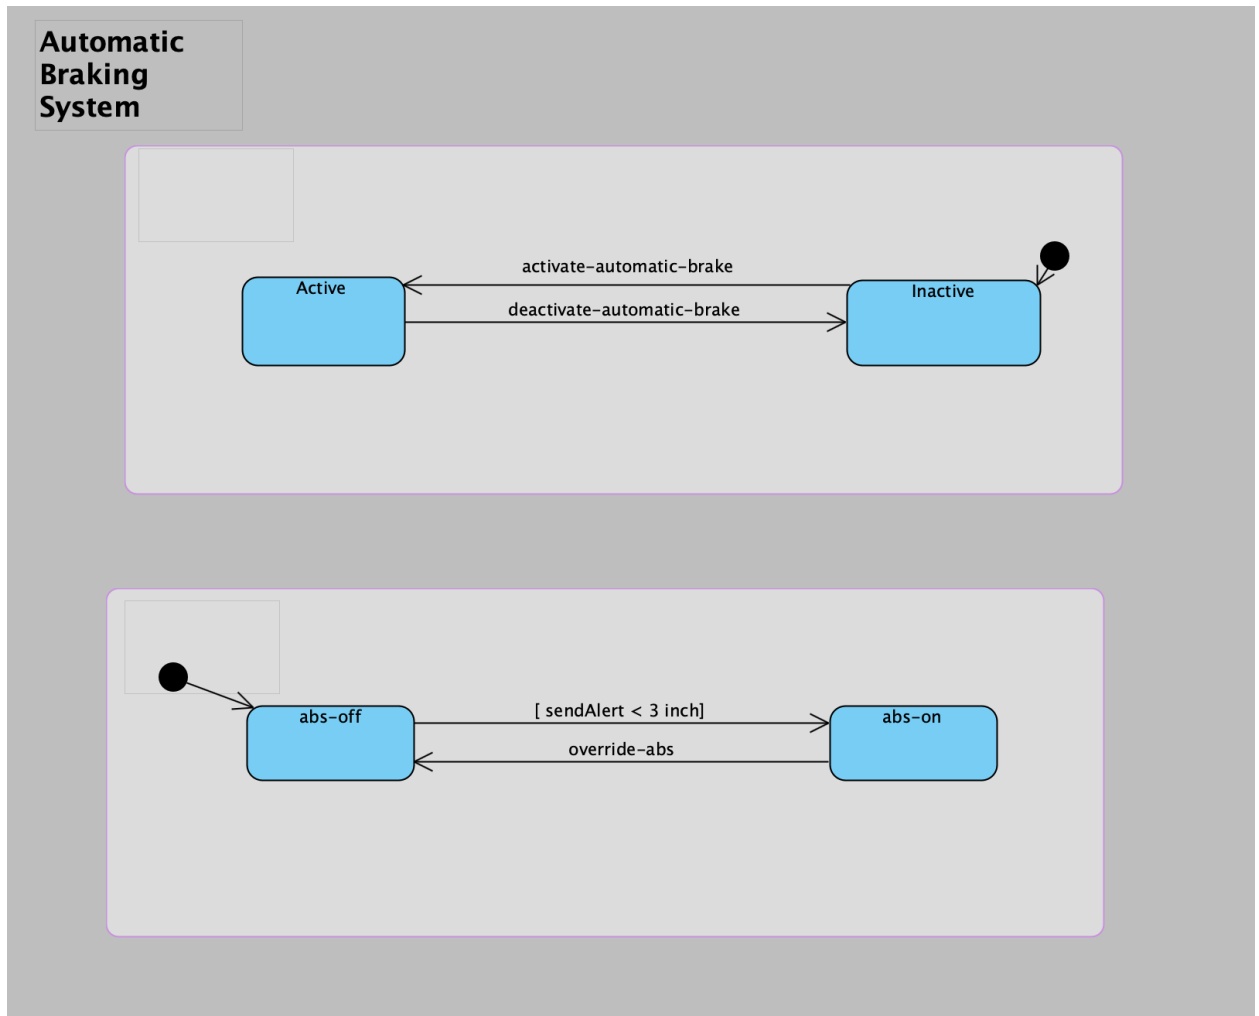 Automatic
Braking
System
activate-automatic-brake
Active
Inactive
deactivate-automatic-brake
[ sendAlert < 3 inch]
abs-off
abs-on
override-abs